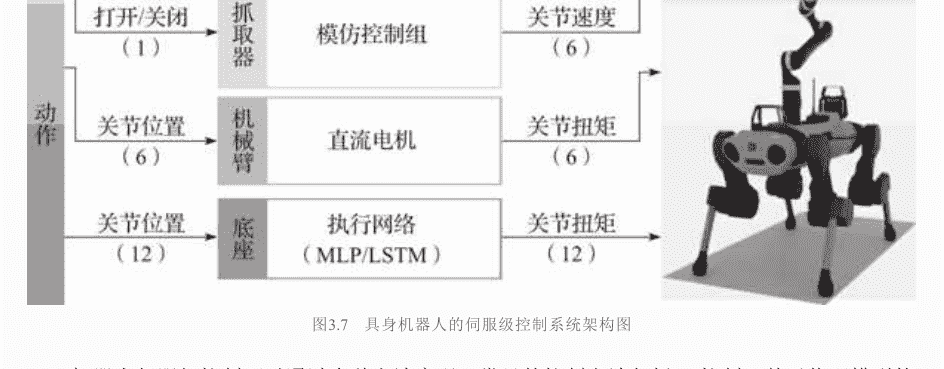 打开/关闭
(1)
抓取器
模仿控制组
关节速度
(6)
动作
关节位置
(6)
机械臂
直流电机
关节扭矩
(6)
关节位置
(12)
底座
执行网络
(MLP/LSTM)
关节扭矩
(12)
图3.7 具身机器人的伺服级控制系统架构图